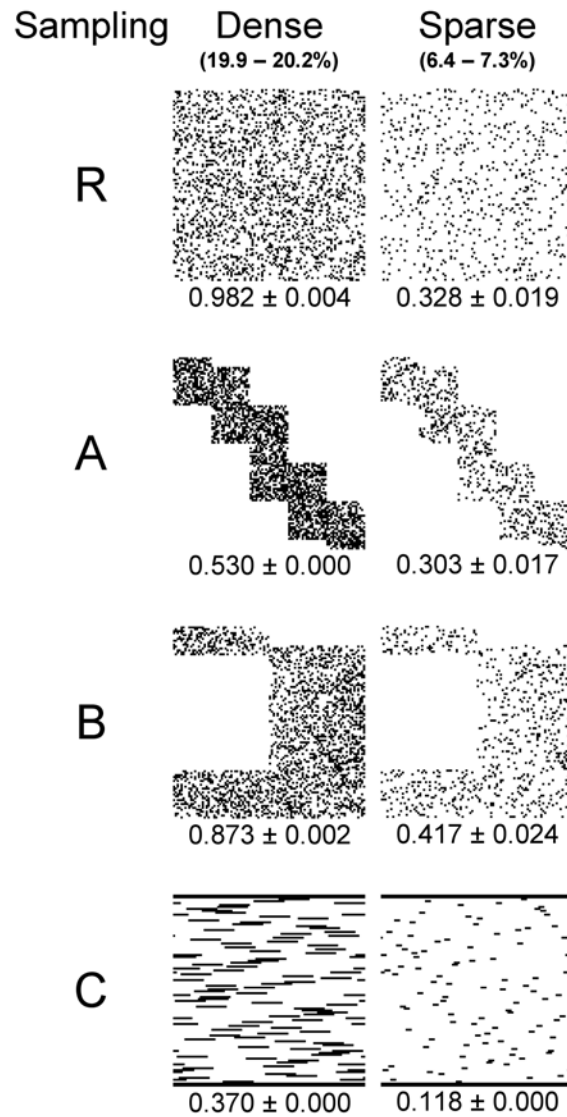 Sampling Dense Sparse
(19.9 – 20.2%) (6.4 – 7.3%)
R
0.982 ± 0.004 0.328 ± 0.019
A
0.530 ± 0.000 0.303 ± 0.017
B
0.873 ± 0.002 0.417 ± 0.024
C
0.370 ± 0.000 0.118 ± 0.000